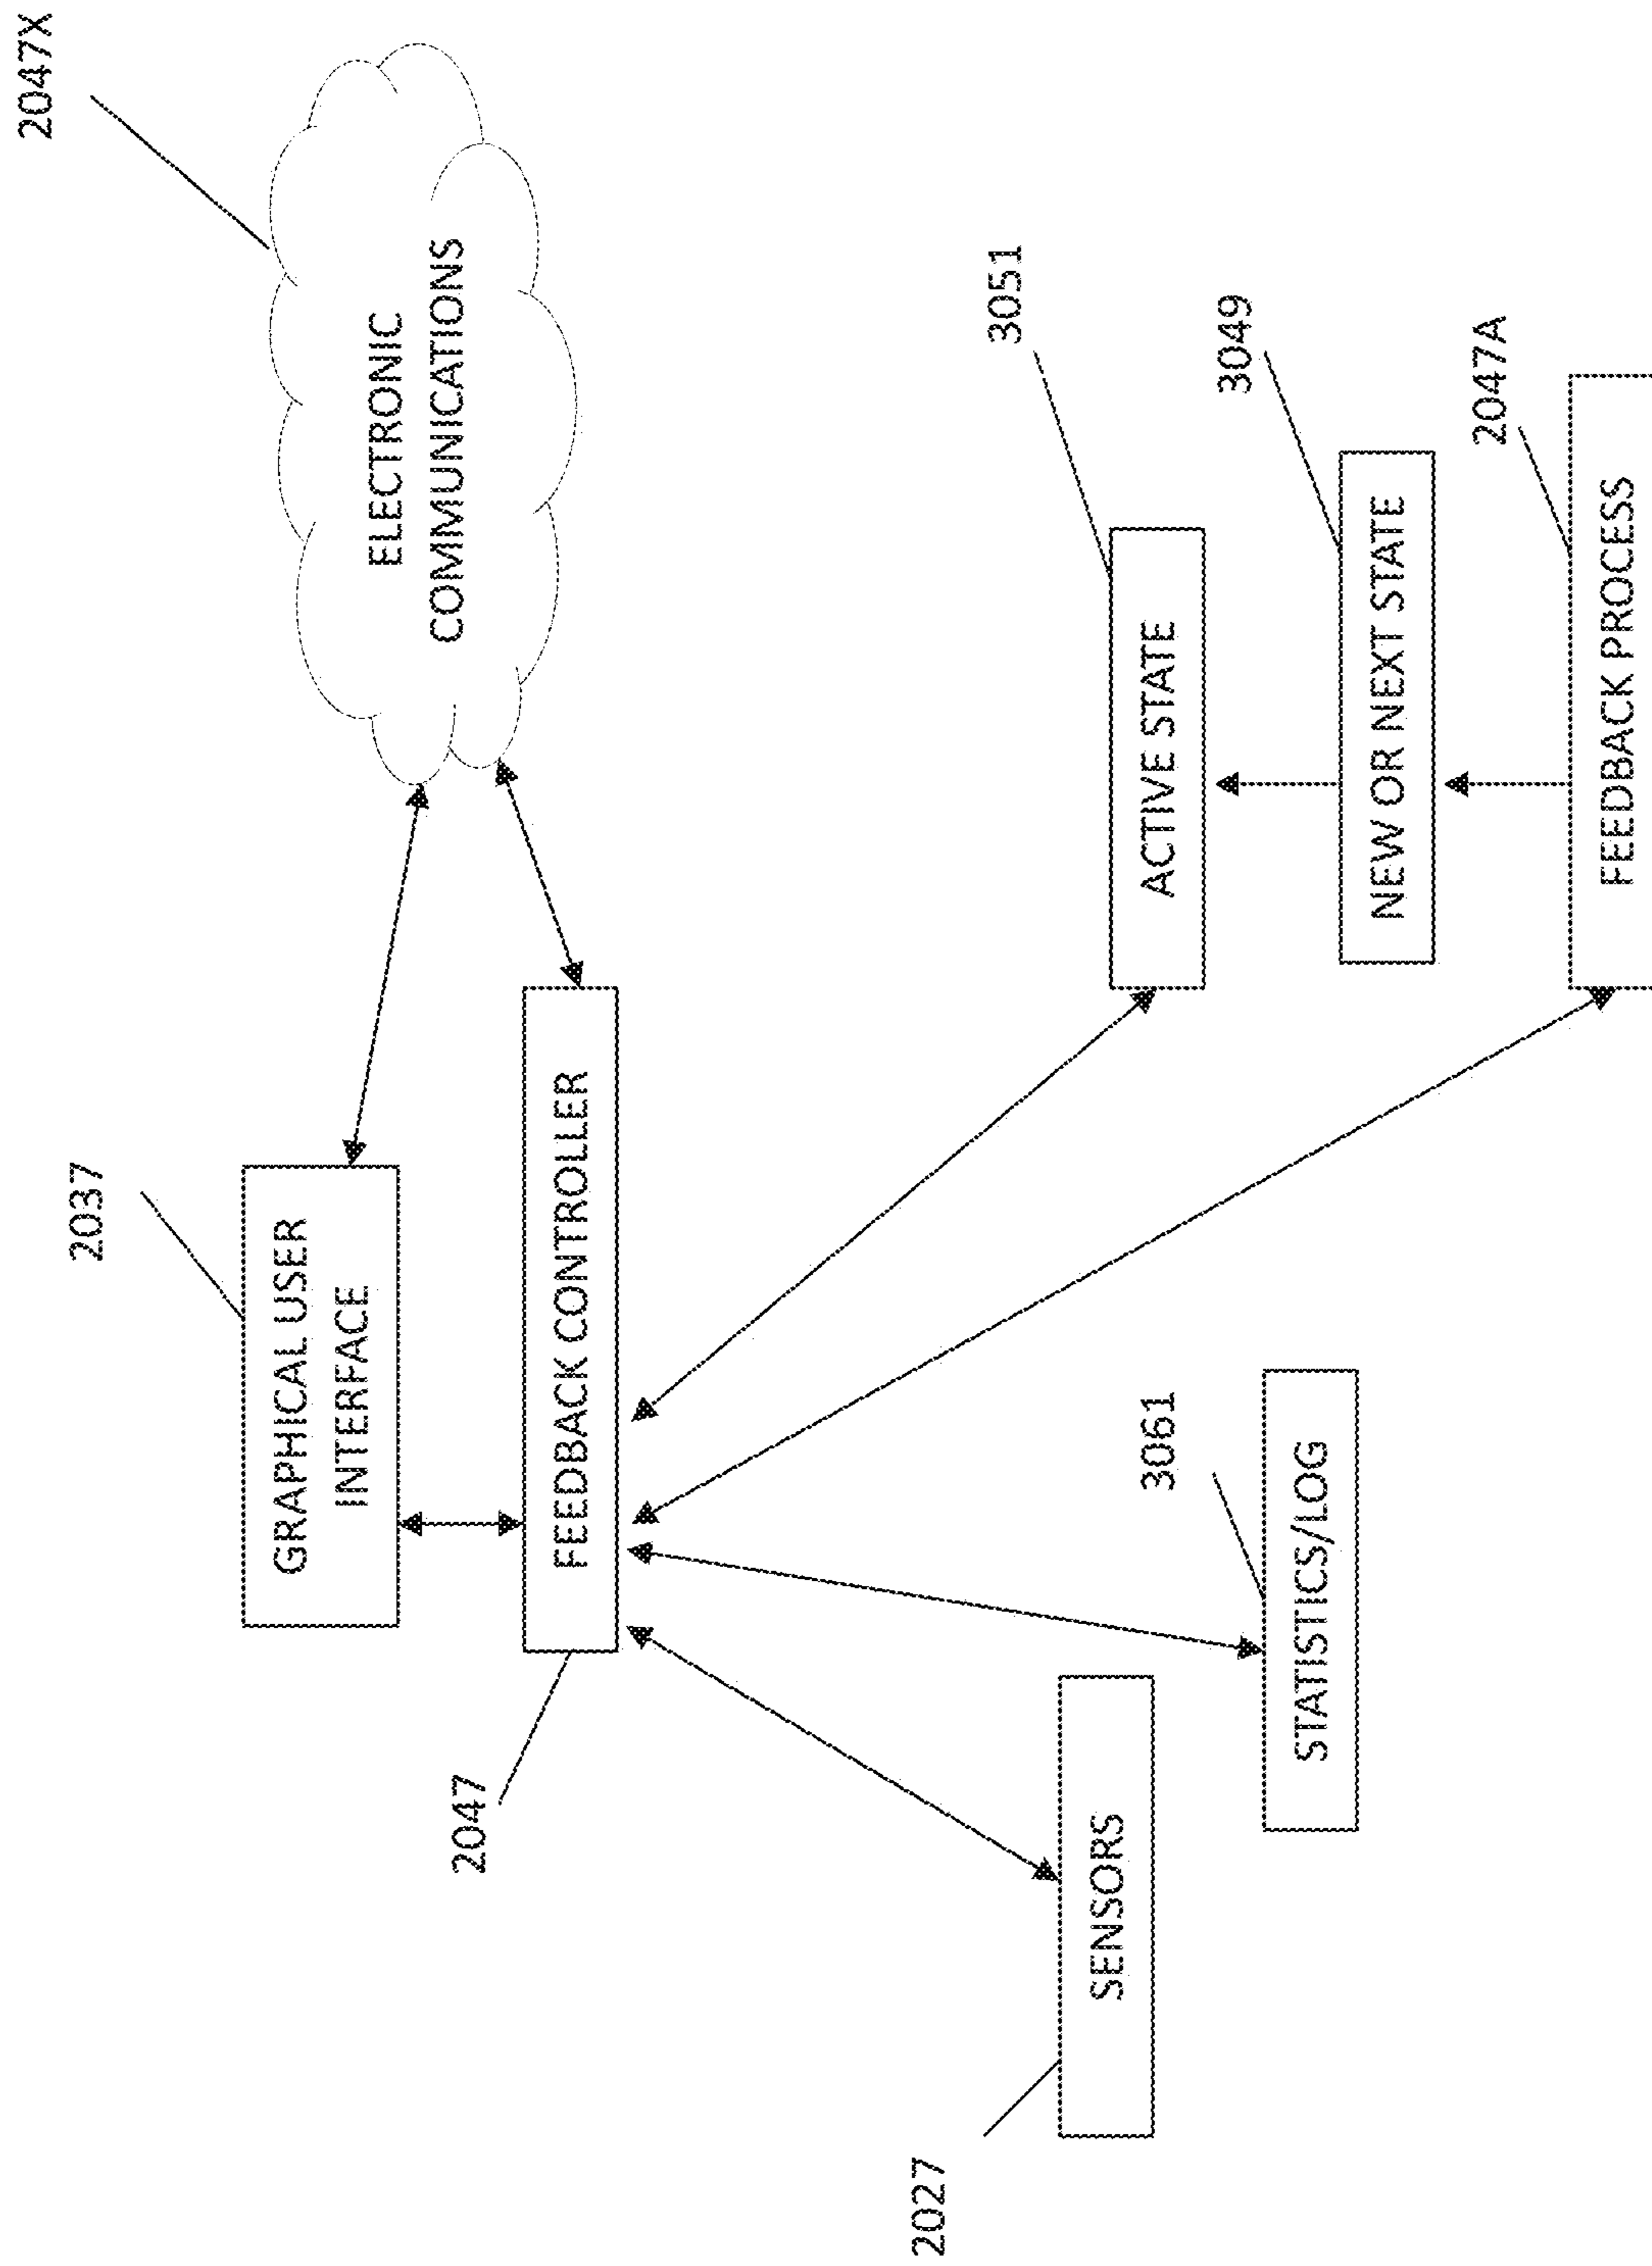 2047X
2037
ELECTRONIC
COMMUNICATIONS
GRAPHICAL USER
INTERFACE
2047
FEEDBACK CONTROLLER
3051
2027
SENSORS
ACTIVE STATE
3061
3049
STATISTICS/LOG
NEW OR NEXT STATE
2047A
FEEDBACK PROCESS